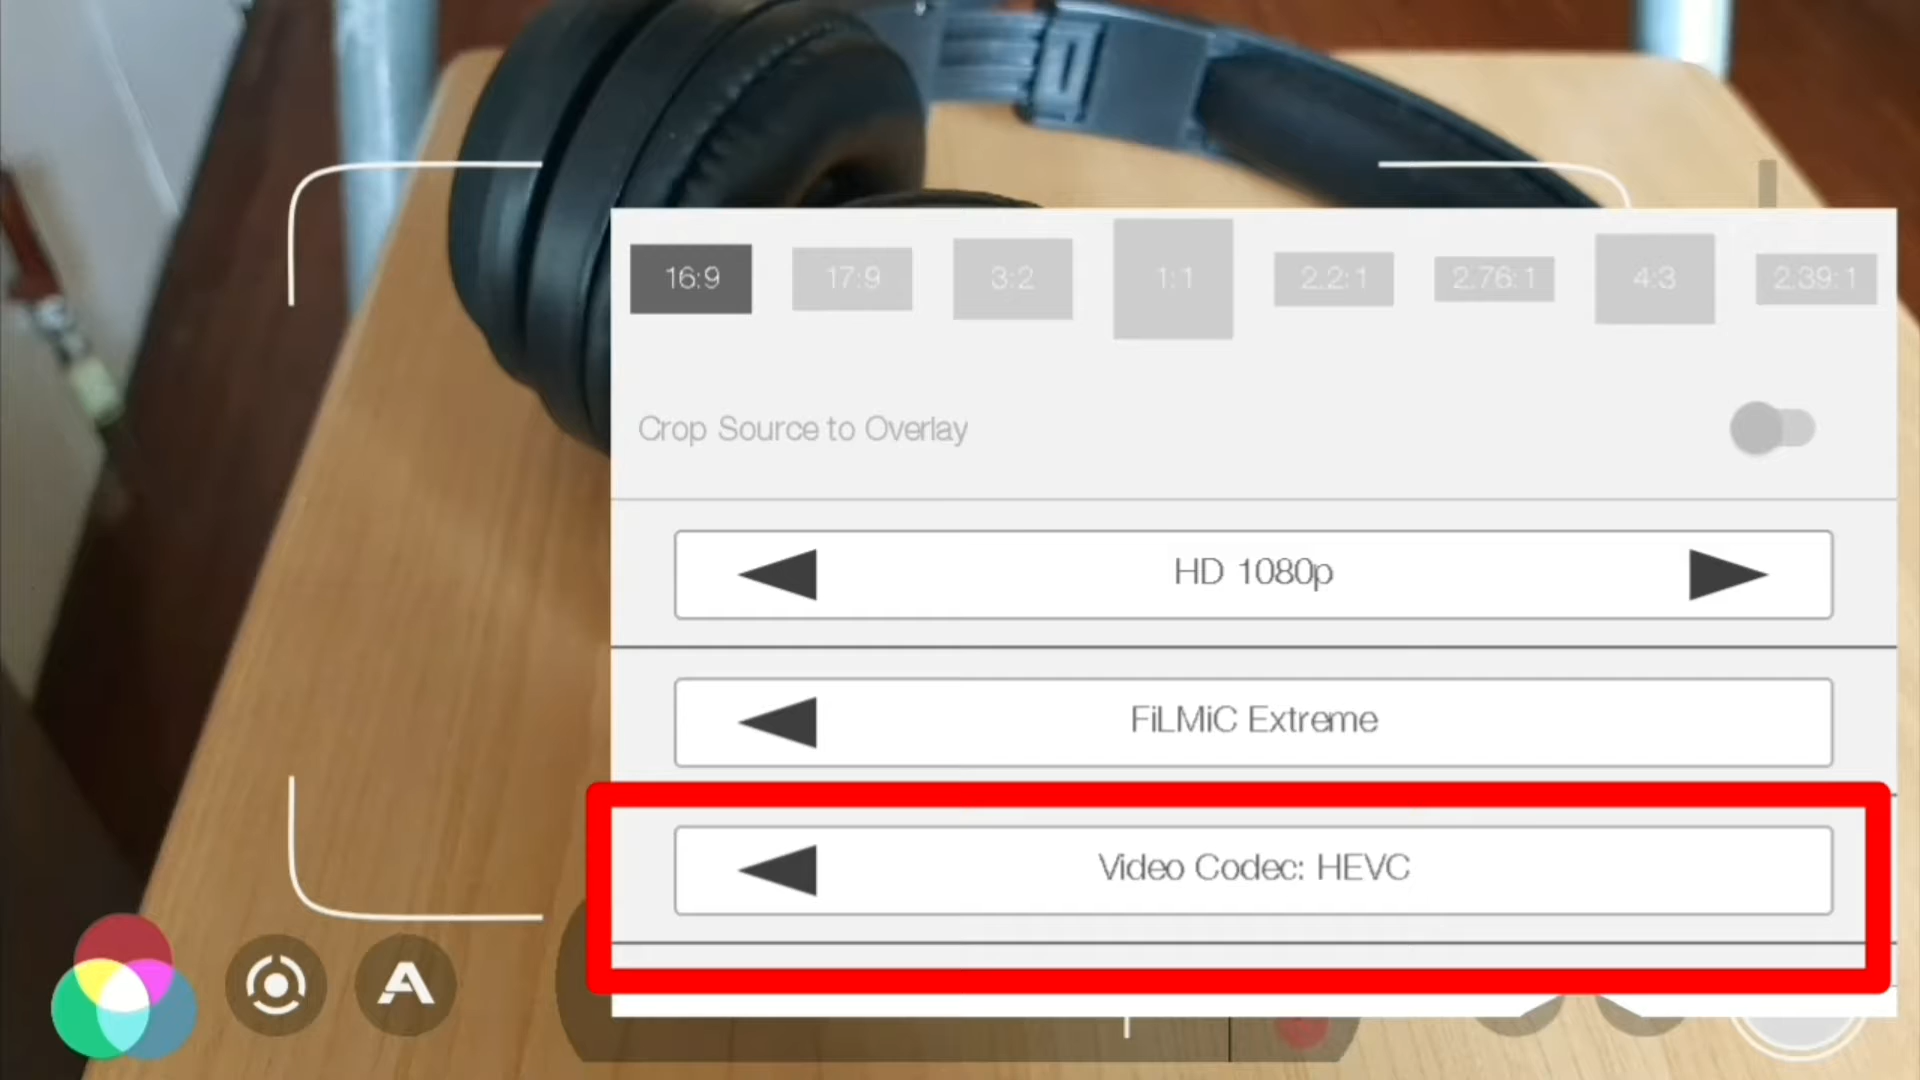 16:9 17:9 3:2 1:1 2.2:1 2.76:1 4:3 2.39:1
Crop Source to Overlay
HD 1080p
FiLMiC Extreme
Video Codec: HEVC
A